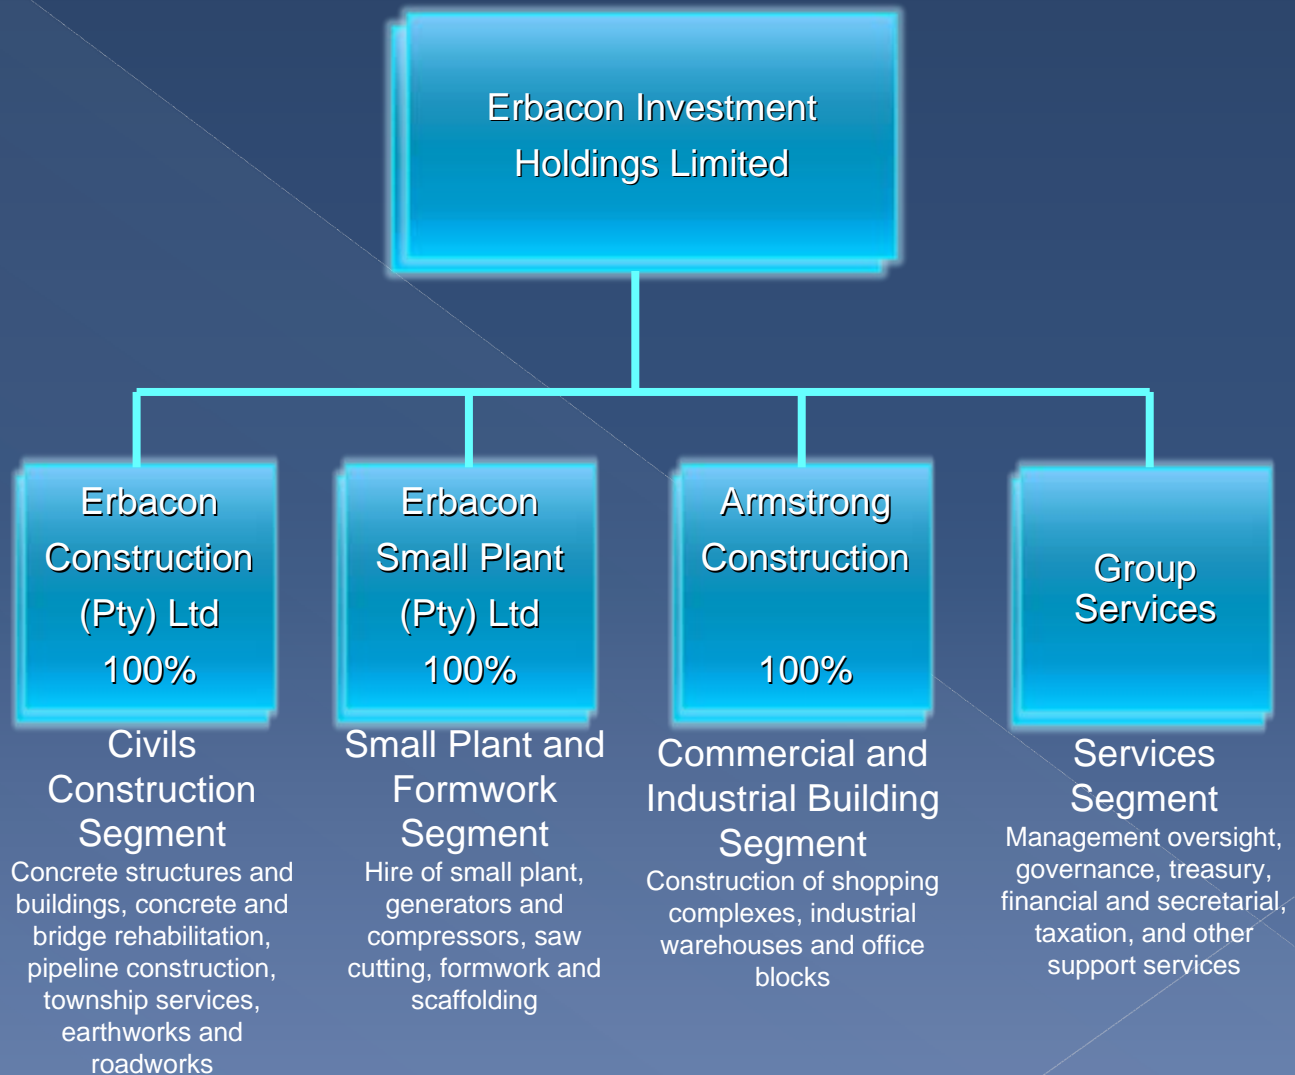 Erbacon Investment
Holdings Limited
Erbacon
Construction
(Pty) Ltd
100%
Civils
Construction
Segment
Concrete structures and
buildings, concrete and
bridge rehabilitation,
pipeline construction,
township services,
earthworks and
roadworks
Erbacon
Small Plant
(Pty) Ltd
100%
Small Plant and
Formwork
Segment
Hire of small plant,
generators and
compressors, saw
cutting, formwork and
scaffolding
Armstrong
Construction
100%
Commercial and
Industrial Building
Segment
Construction of shopping
complexes, industrial
warehouses and office
blocks
Group
Services
Services
Segment
Management oversight,
governance, treasury,
financial and secretarial,
taxation, and other
support services